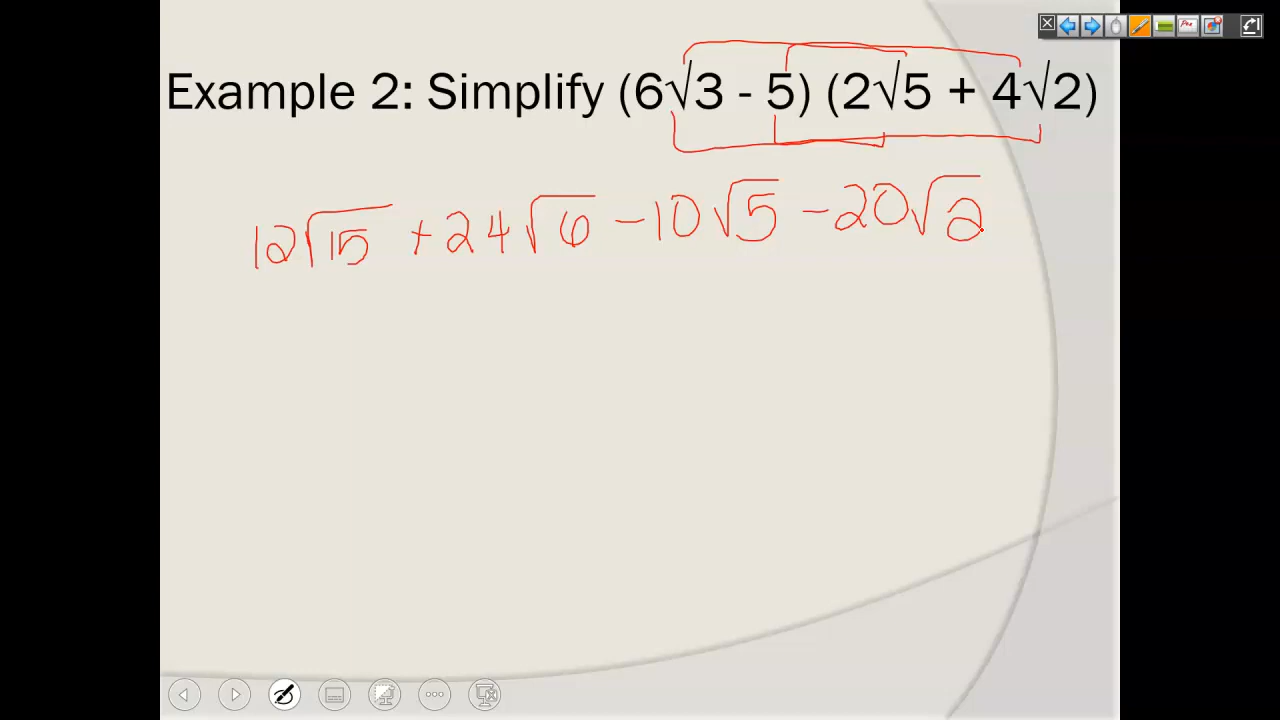 Example 2: Simplify (6√3 - 5) (2√5 + 4√2)
12√15 + 24√6 - 10√5 - 20√2